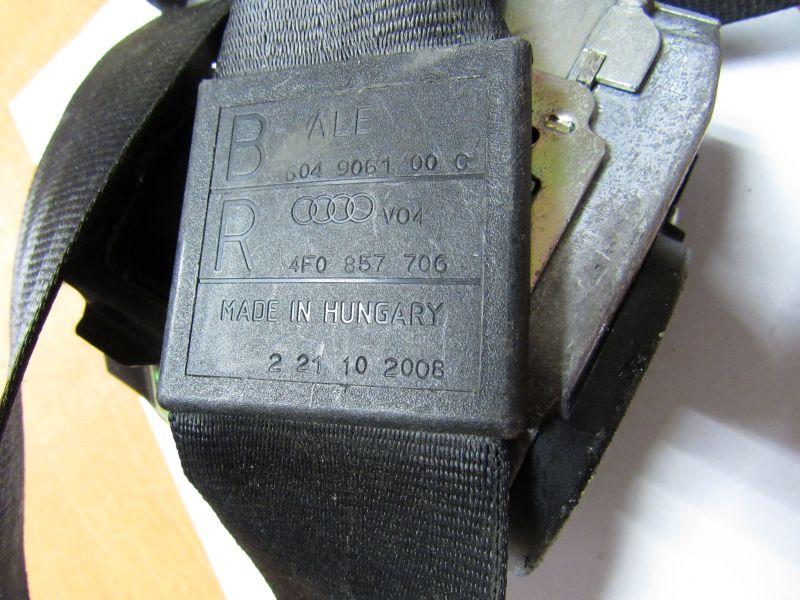 B ALE
604 9061 00 C
R V04
4F0 857 706
MADE IN HUNGARY
2 21 10 2008